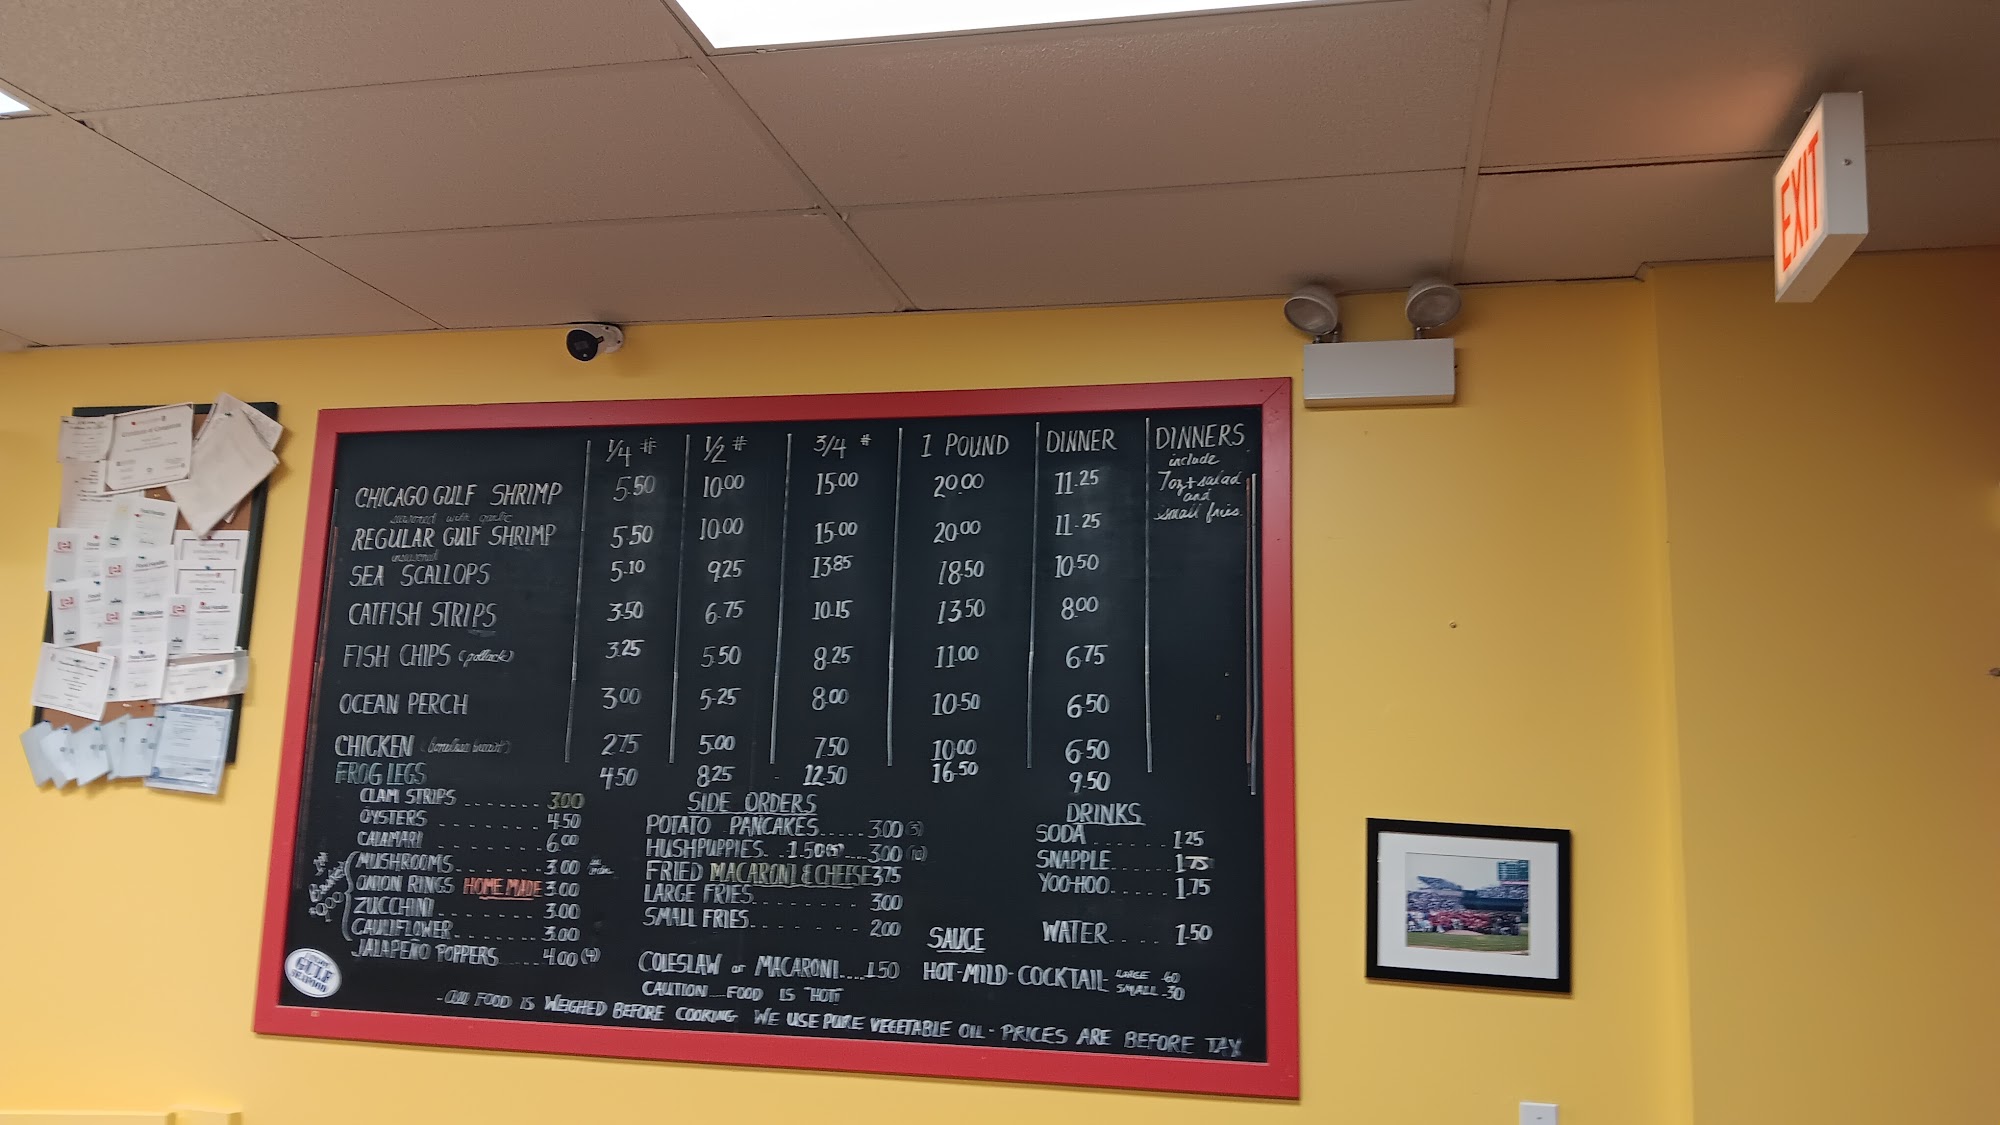 EXIT
1/4 # 1/2 # 3/4 # 1 POUND DINNER DINNERS
include
7oz + salad
and
small fries.
CHICAGO GULF SHRIMP 5.50 10.00 15.00 20.00 11.25
seasoned with garlic
REGULAR GULF SHRIMP 5.50 10.00 15.00 20.00 11.25
SEA SCALLOPS 5.10 9.25 13.85 18.50 10.50
CATFISH STRIPS 3.50 6.75 10.15 13.50 8.00
FISH CHIPS (pollack) 3.25 5.50 8.25 11.00 6.75
OCEAN PERCH 3.00 5.25 8.00 10.50 6.50
CHICKEN (boneless breast) 2.75 5.00 7.50 10.00 6.50
FROG LEGS 4.50 8.25 12.50 16.50 9.50
CLAM STRIPS ....... 3.00
OYSTERS ....... 4.50
CALAMARI ....... 6.00
MUSHROOMS ....... 3.00
ONION RINGS HOME MADE 3.00
ZUCCHINI ....... 3.00
CAULIFLOWER ....... 3.00
JALAPEÑO POPPERS ..... 4.00 (4)
SIDE ORDERS
POTATO PANCAKES..... 3.00 (3)
HUSHPUPPIES.. 1.50 (5) .... 3.00 (10)
FRIED MACARONI & CHEESE 3.75
LARGE FRIES........ 3.00
SMALL FRIES........ 2.00
COLESLAW or MACARONI.... 1.50
CAUTION FOOD IS "HOT"
DRINKS
SODA ....... 1.25
SNAPPLE ...... 1.75
YOO-HOO ...... 1.75
WATER.... 1.50
SAUCE
HOT-MILD-COCKTAIL LARGE .60
SMALL .30
- All FOOD IS WEIGHED BEFORE COOKING WE USE PURE VEGETABLE OIL - PRICES ARE BEFORE TAX
GULF
SEAFOOD